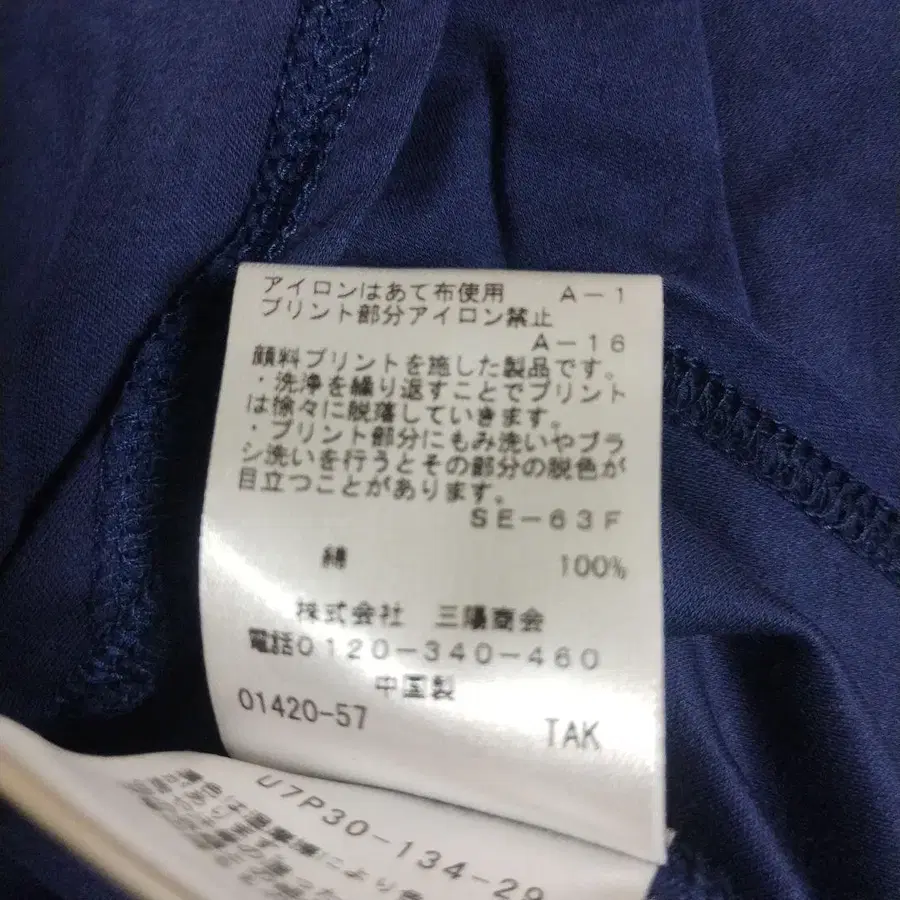 アイロンはあて布使用　A－1
プリント部分アイロン禁止
A－16
顔料プリントを施した製品です。
・洗浄を繰り返すことでプリント
は徐々に脱落していきます。
・プリント部分にもみ洗いやブラ
シ洗いを行うとその部分の脱色が
目立つことがあります。
SE－63F
綿　100%
株式会社　三陽商会
電話0120－340－460
中国製
01420-57　TAK
U7P30－134－29